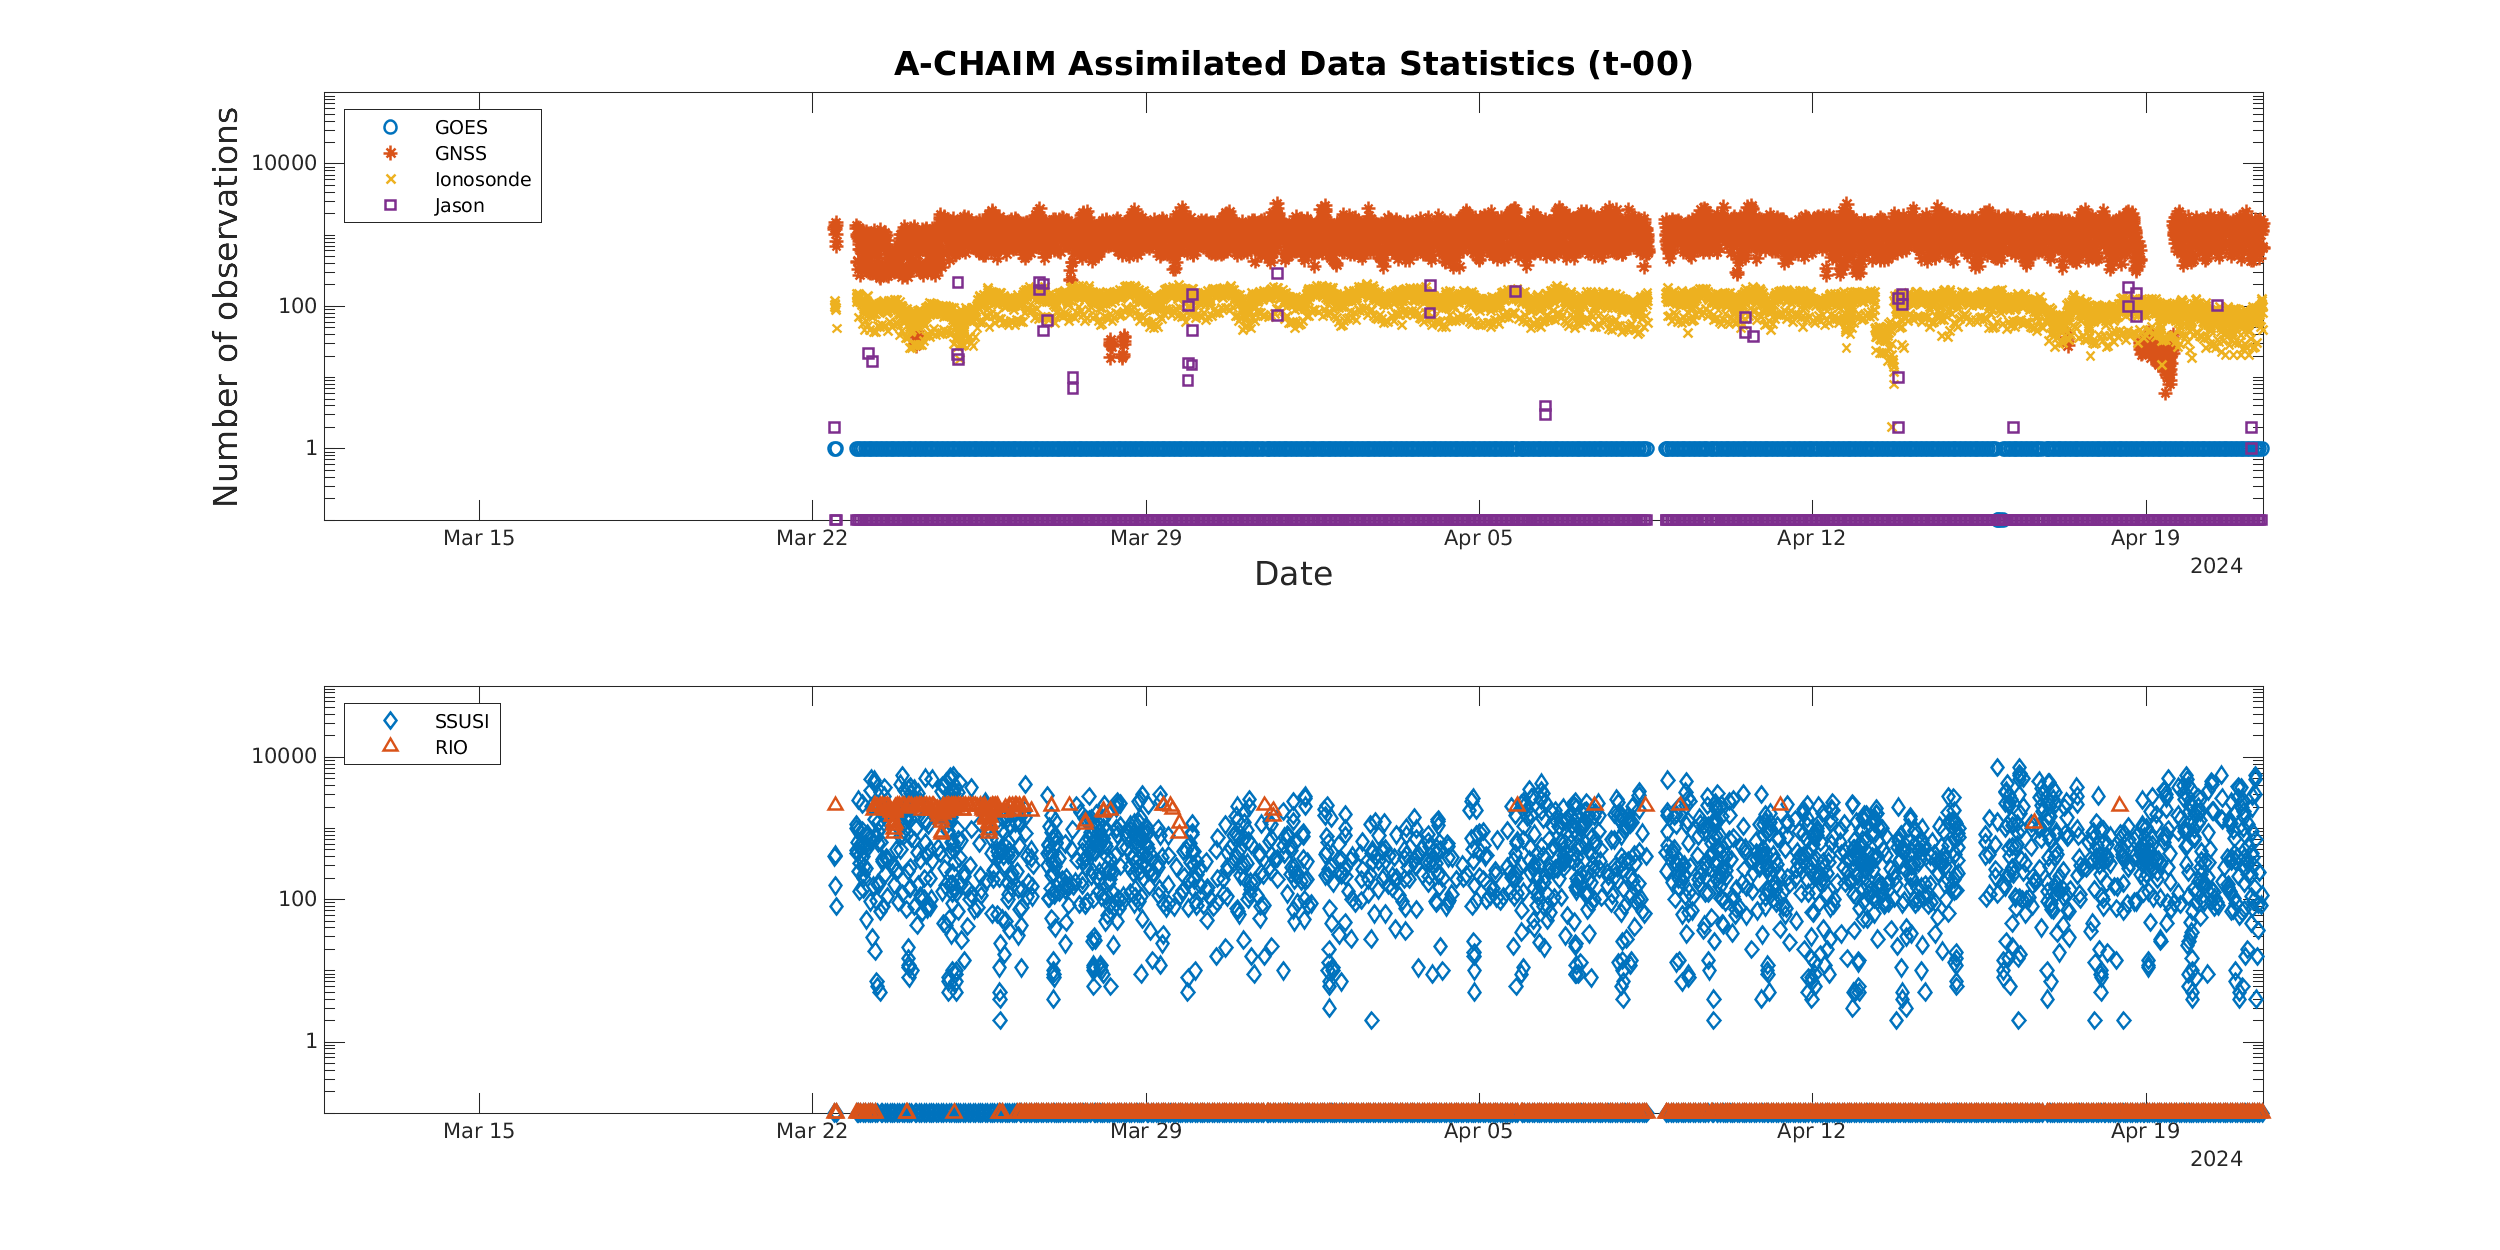 A-CHAIM Assimilated Data Statistics (t-00)
GOES
GNSS
Ionosonde
Jason
Number of observations
10000
100
1
Mar 15 Mar 22 Mar 29 Apr 05 Apr 12 Apr 19
2024
Date
SSUSI
RIO
10000
100
1
Mar 15 Mar 22 Mar 29 Apr 05 Apr 12 Apr 19
2024